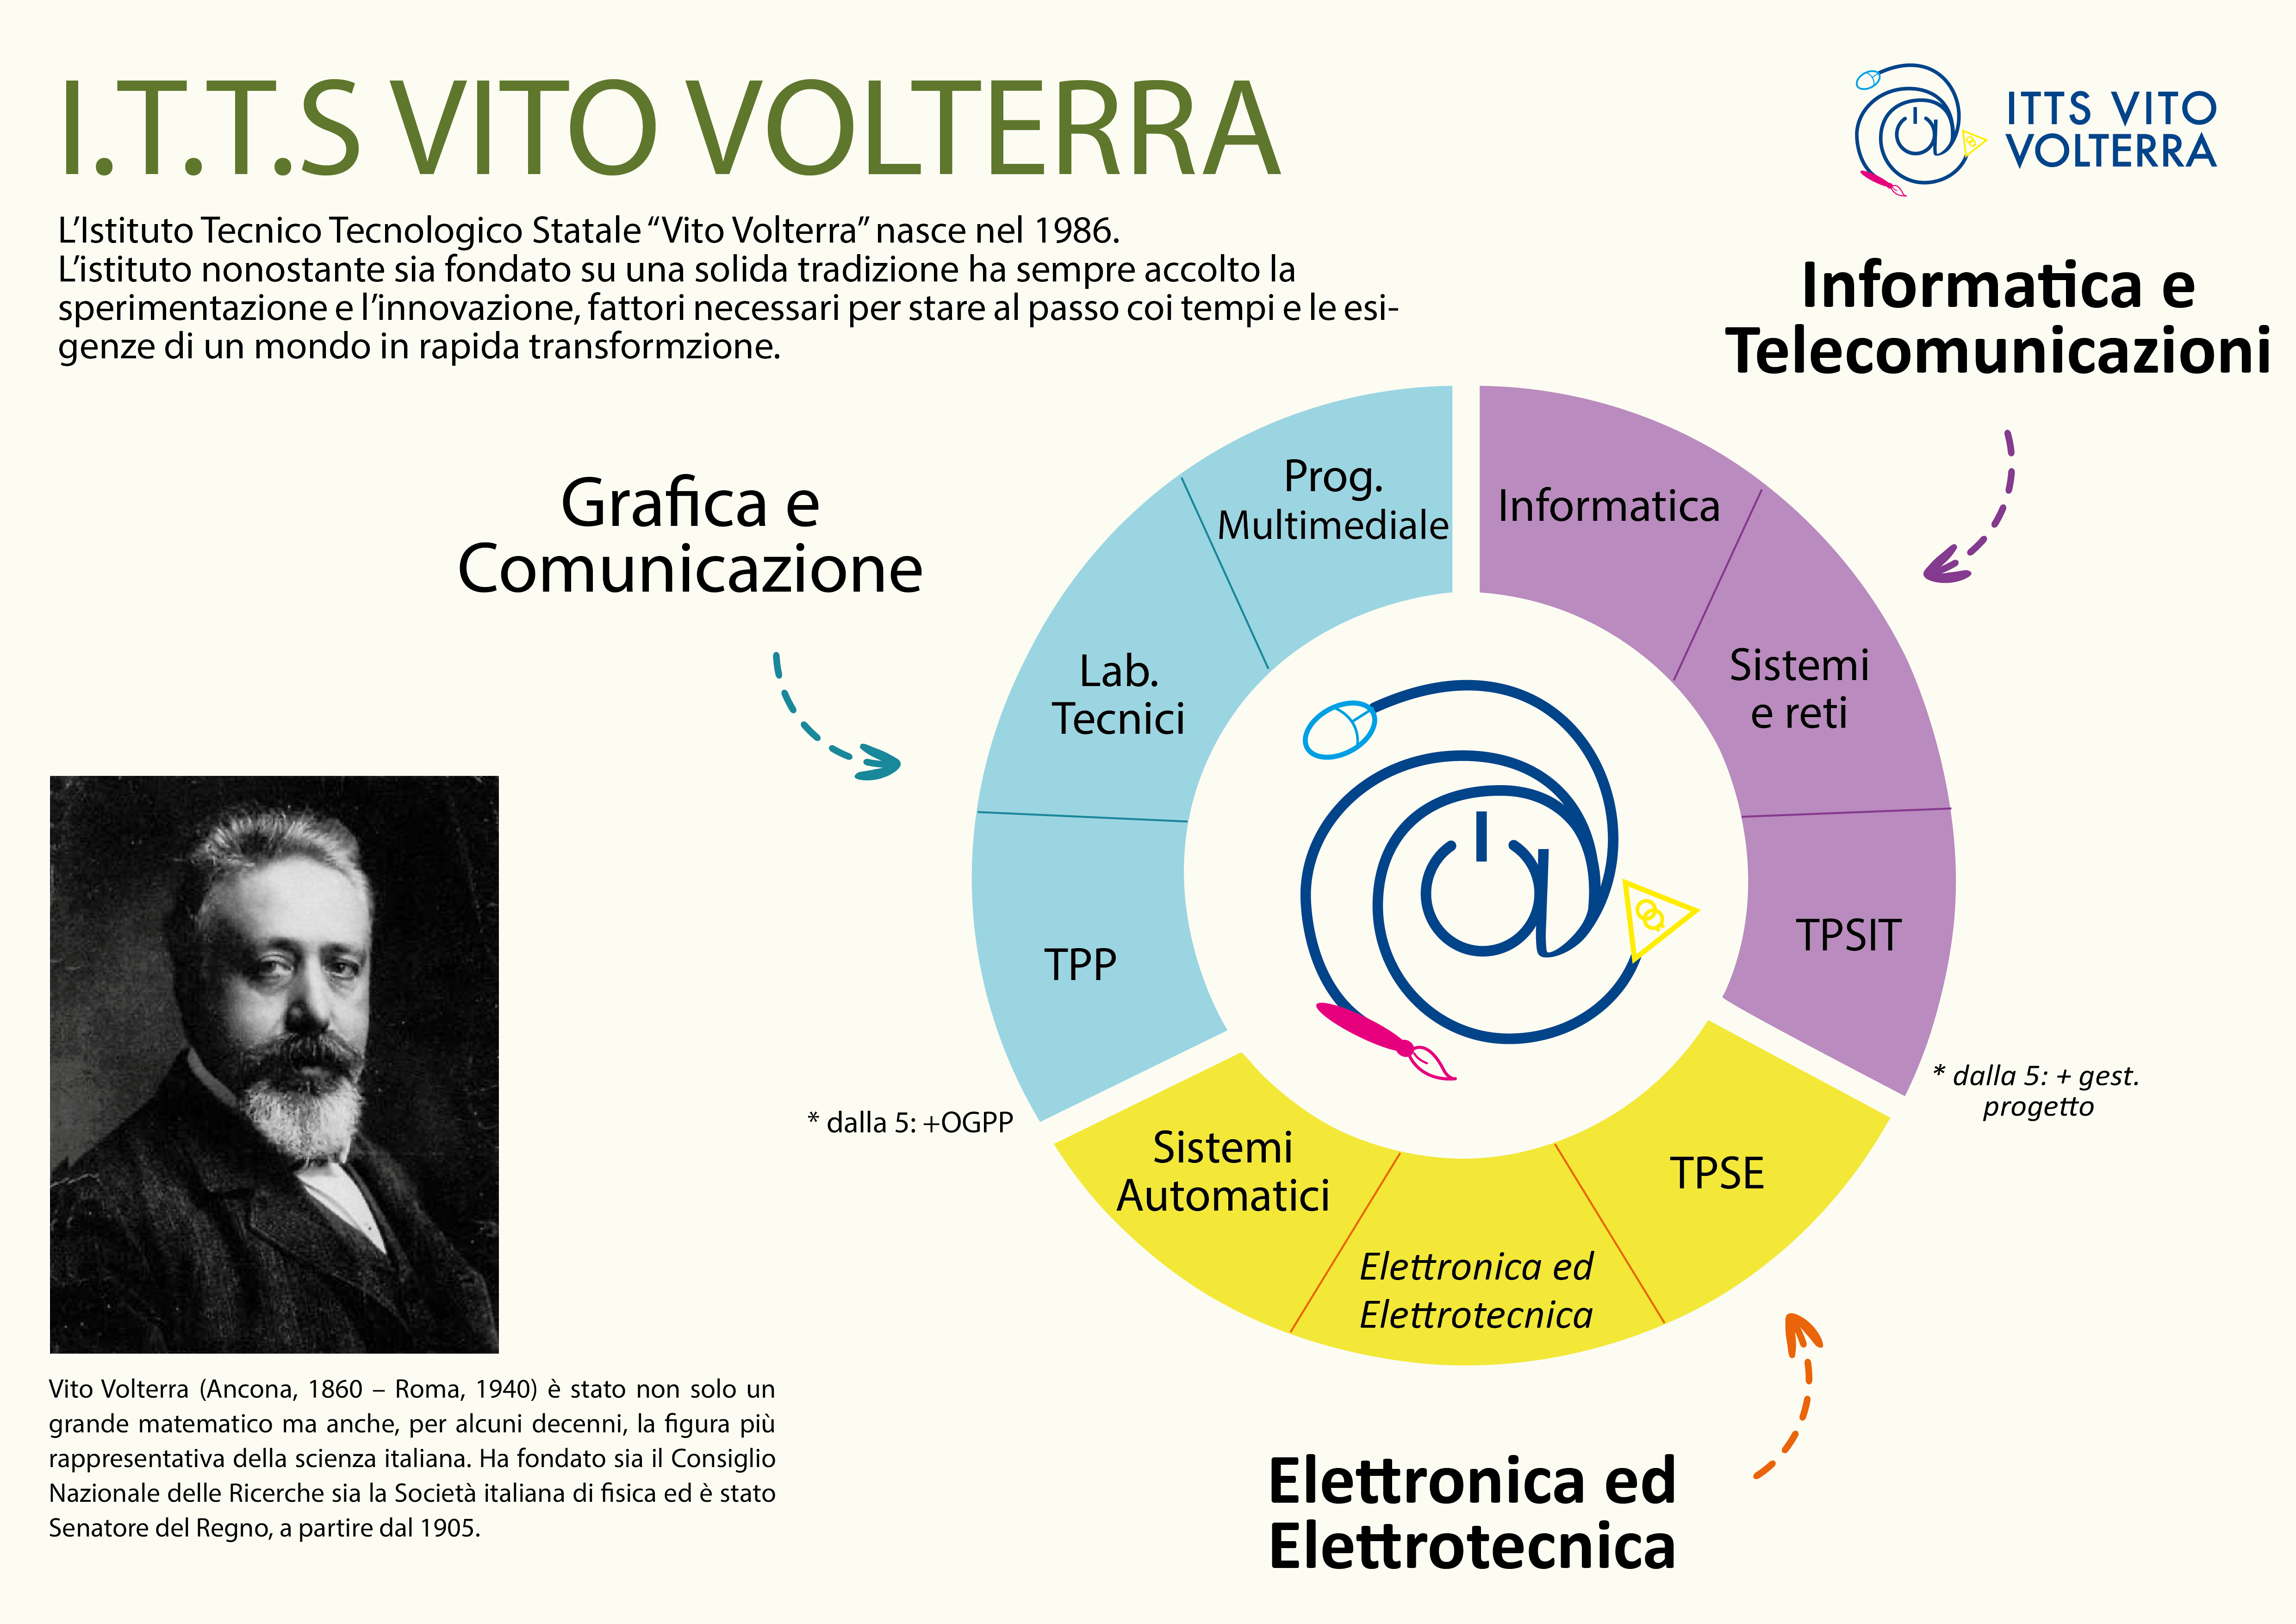 I.T.T.S VITO VOLTERRA
ITTS VITO
VOLTERRA
L’Istituto Tecnico Tecnologico Statale “Vito Volterra” nasce nel 1986.
L’istituto nonostante sia fondato su una solida tradizione ha sempre accolto la
sperimentazione e l’innovazione, fattori necessari per stare al passo coi tempi e le esi-
genze di un mondo in rapida transformzione.
Informatica e
Telecomunicazioni
Grafica e
Comunicazione
Prog.
Multimediale
Informatica
Lab.
Tecnici
Sistemi
e reti
TPP
TPSIT
* dalla 5: +OGPP
* dalla 5: + gest.
progetto
Sistemi
Automatici
Elettronica ed
Elettrotecnica
TPSE
Elettronica ed
Elettrotecnica
Vito Volterra (Ancona, 1860 – Roma, 1940) è stato non solo un
grande matematico ma anche, per alcuni decenni, la figura più
rappresentativa della scienza italiana. Ha fondato sia il Consiglio
Nazionale delle Ricerche sia la Società italiana di fisica ed è stato
Senatore del Regno, a partire dal 1905.